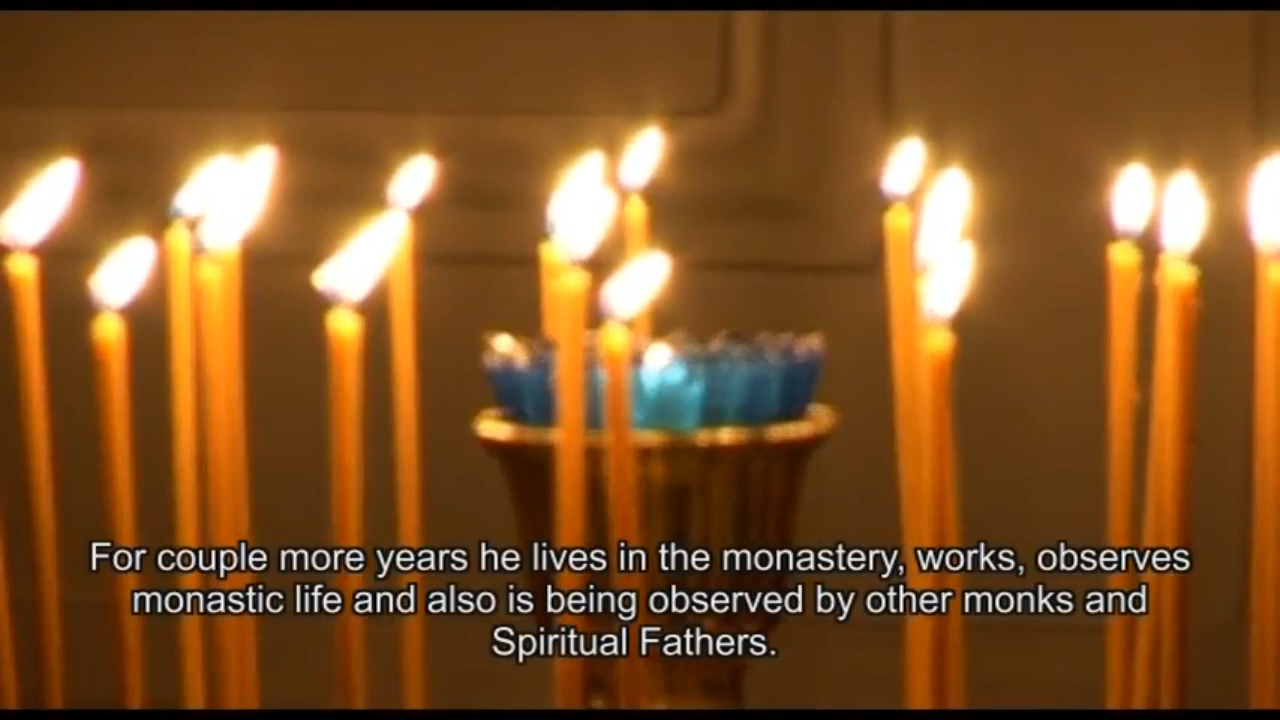 For couple more years he lives in the monastery, works, observes
monastic life and also is being observed by other monks and
Spiritual Fathers.